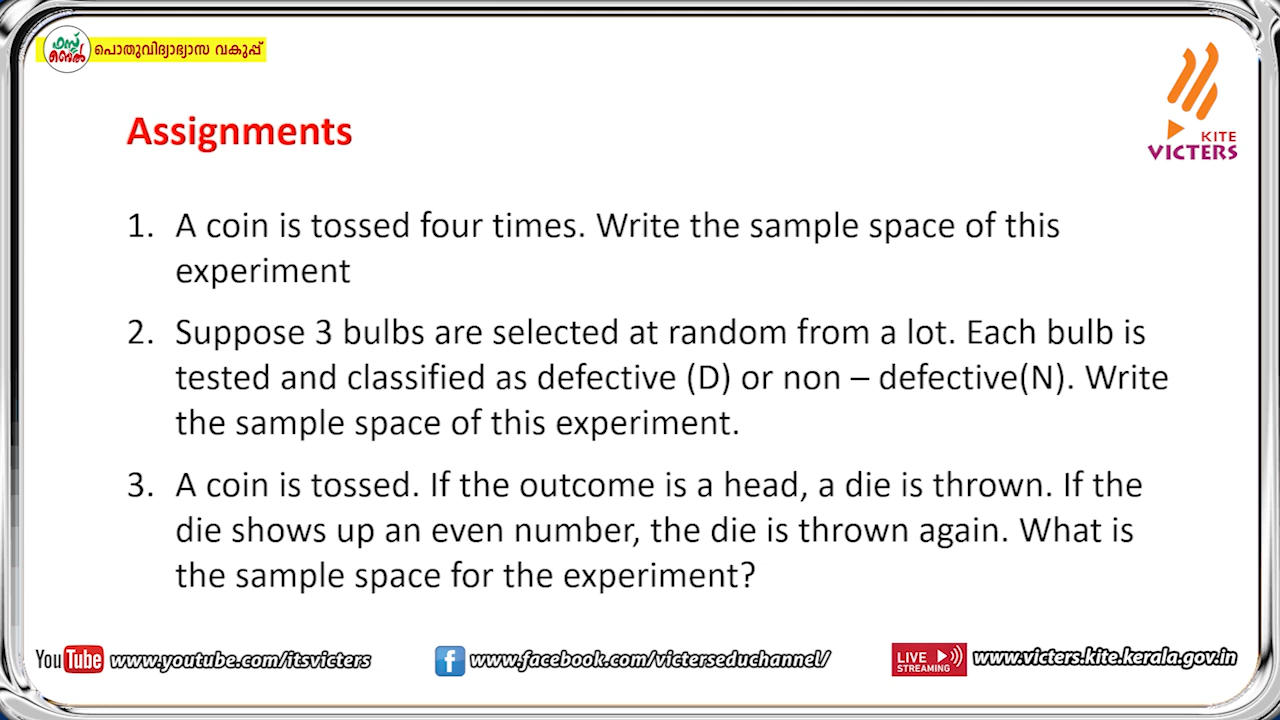 ഫസ്റ്റ്
ബെൽ
പൊതുവിദ്യാഭ്യാസ വകുപ്പ്
KITE
VICTERS
Assignments
1. A coin is tossed four times. Write the sample space of this
experiment
2. Suppose 3 bulbs are selected at random from a lot. Each bulb is
tested and classified as defective (D) or non – defective(N). Write
the sample space of this experiment.
3. A coin is tossed. If the outcome is a head, a die is thrown. If the
die shows up an even number, the die is thrown again. What is
the sample space for the experiment?
YouTube www.youtube.com/itsvicters
f www.facebook.com/victerseduchannel/
LIVE
STREAMING
www.victers.kite.kerala.gov.in